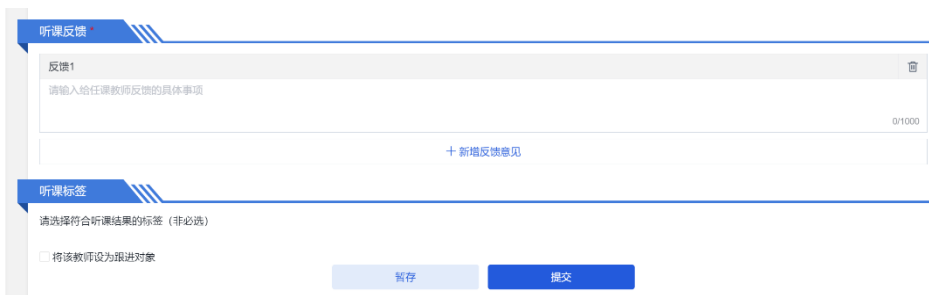 听课反馈 *
反馈1
请输入给任课教师反馈的具体事项
0/1000
+ 新增反馈意见
听课标签
请选择符合听课结果的标签（非必选）
将该教师设为跟进对象
暂存
提交